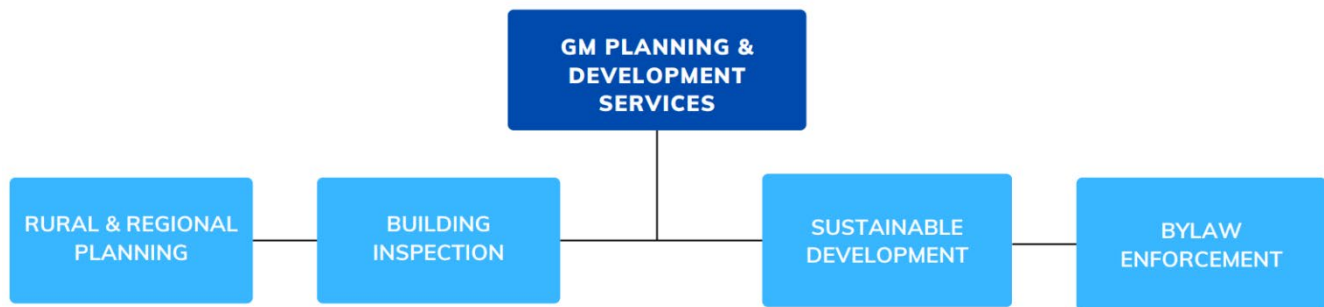 GM PLANNING &
DEVELOPMENT
SERVICES
RURAL & REGIONAL
PLANNING
BUILDING
INSPECTION
SUSTAINABLE
DEVELOPMENT
BYLAW
ENFORCEMENT